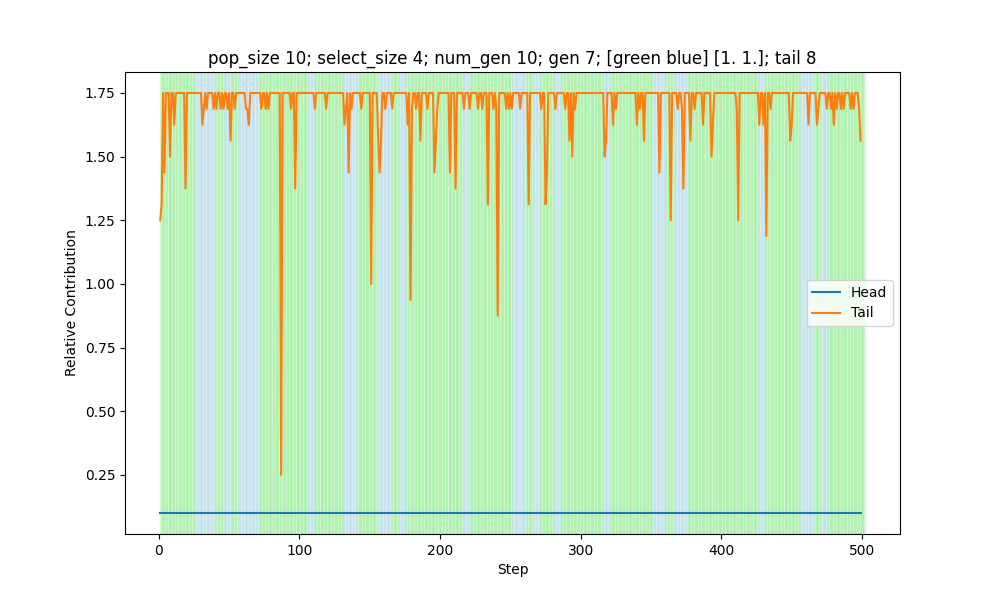 pop_size 10; select_size 4; num_gen 10; gen 7; [green blue] [1. 1.]; tail 8
Relative Contribution
1.75
1.50
1.25
1.00
0.75
0.50
0.25
Head
Tail
0 100 200 300 400 500
Step